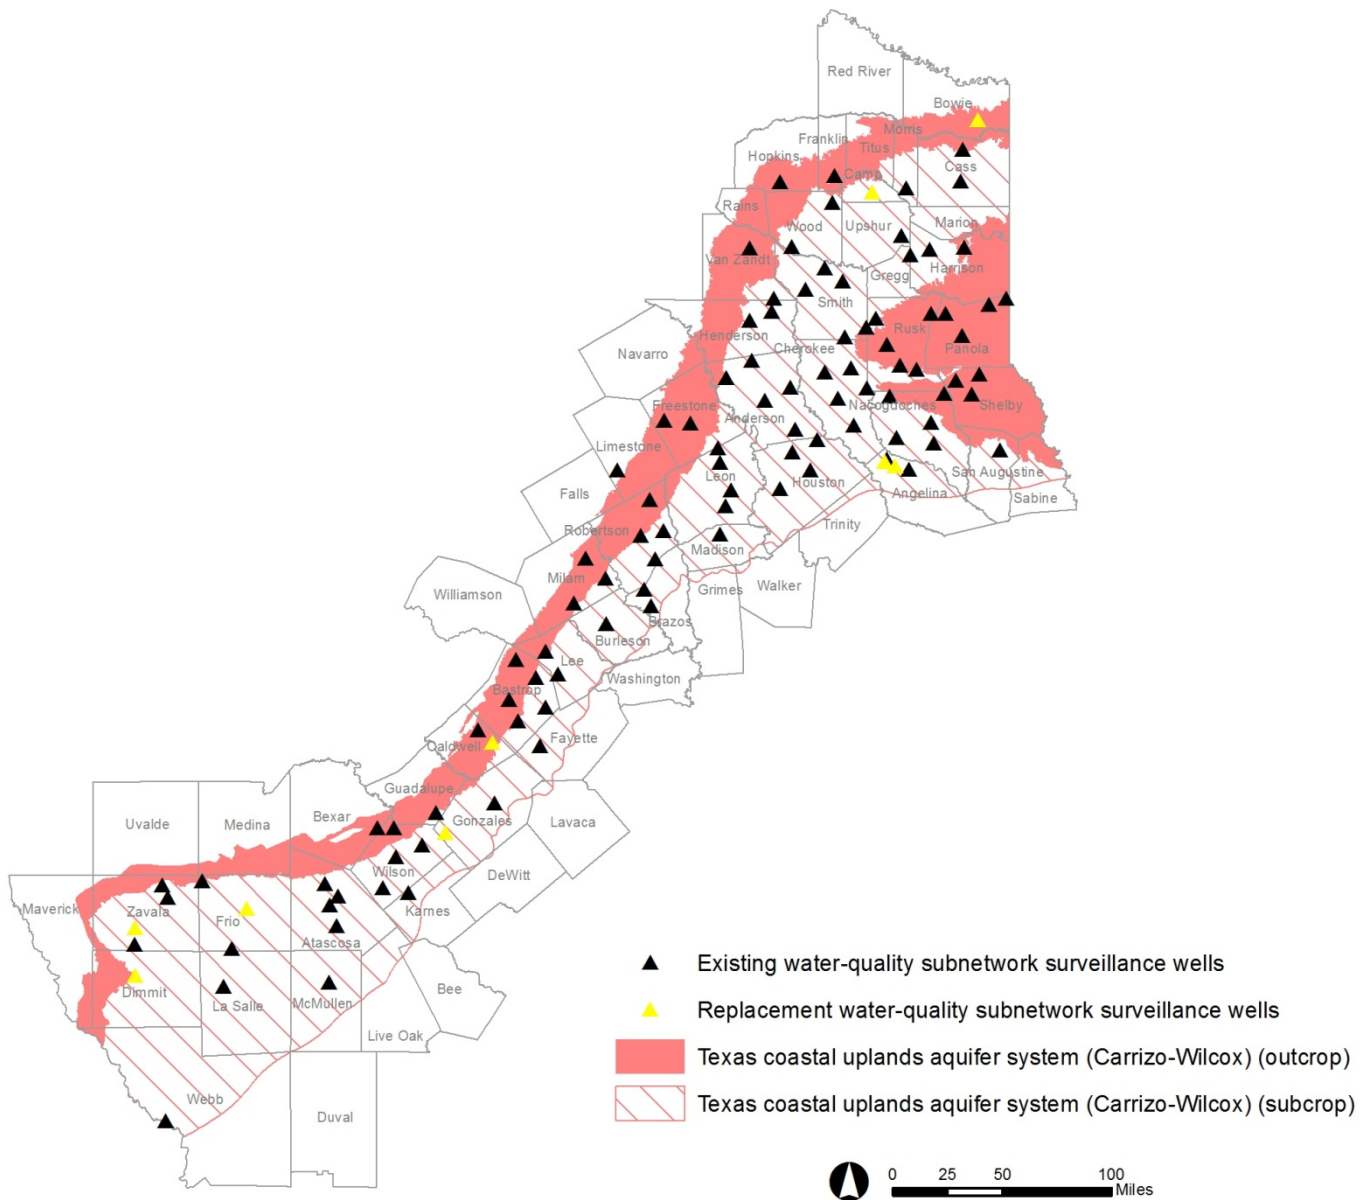 Red River
Bowie
Morris
Franklin
Titus
Hopkins
Cass
Camp
Rains
Marion
Wood
Upshur
Van Zandt
Harrison
Gregg
Smith
Rusk
Henderson
Cherokee
Panola
Navarro
Freestone
Nacogdoches
Shelby
Anderson
Limestone
Leon
San Augustine
Houston
Falls
Angelina
Sabine
Trinity
Robertson
Madison
Milam
Walker
Grimes
Williamson
Brazos
Burleson
Lee
Washington
Bastrop
Fayette
Caldwell
Guadalupe
Bexar
Gonzales
Lavaca
Uvalde
Medina
Wilson
DeWitt
Maverick
Zavala
Karnes
Frio
Atascosa
Bee
Dimmit
La Salle
McMullen
Live Oak
Webb
Duval
Existing water-quality subnetwork surveillance wells
Replacement water-quality subnetwork surveillance wells
Texas coastal uplands aquifer system (Carrizo-Wilcox) (outcrop)
Texas coastal uplands aquifer system (Carrizo-Wilcox) (subcrop)
0 25 50 100
Miles